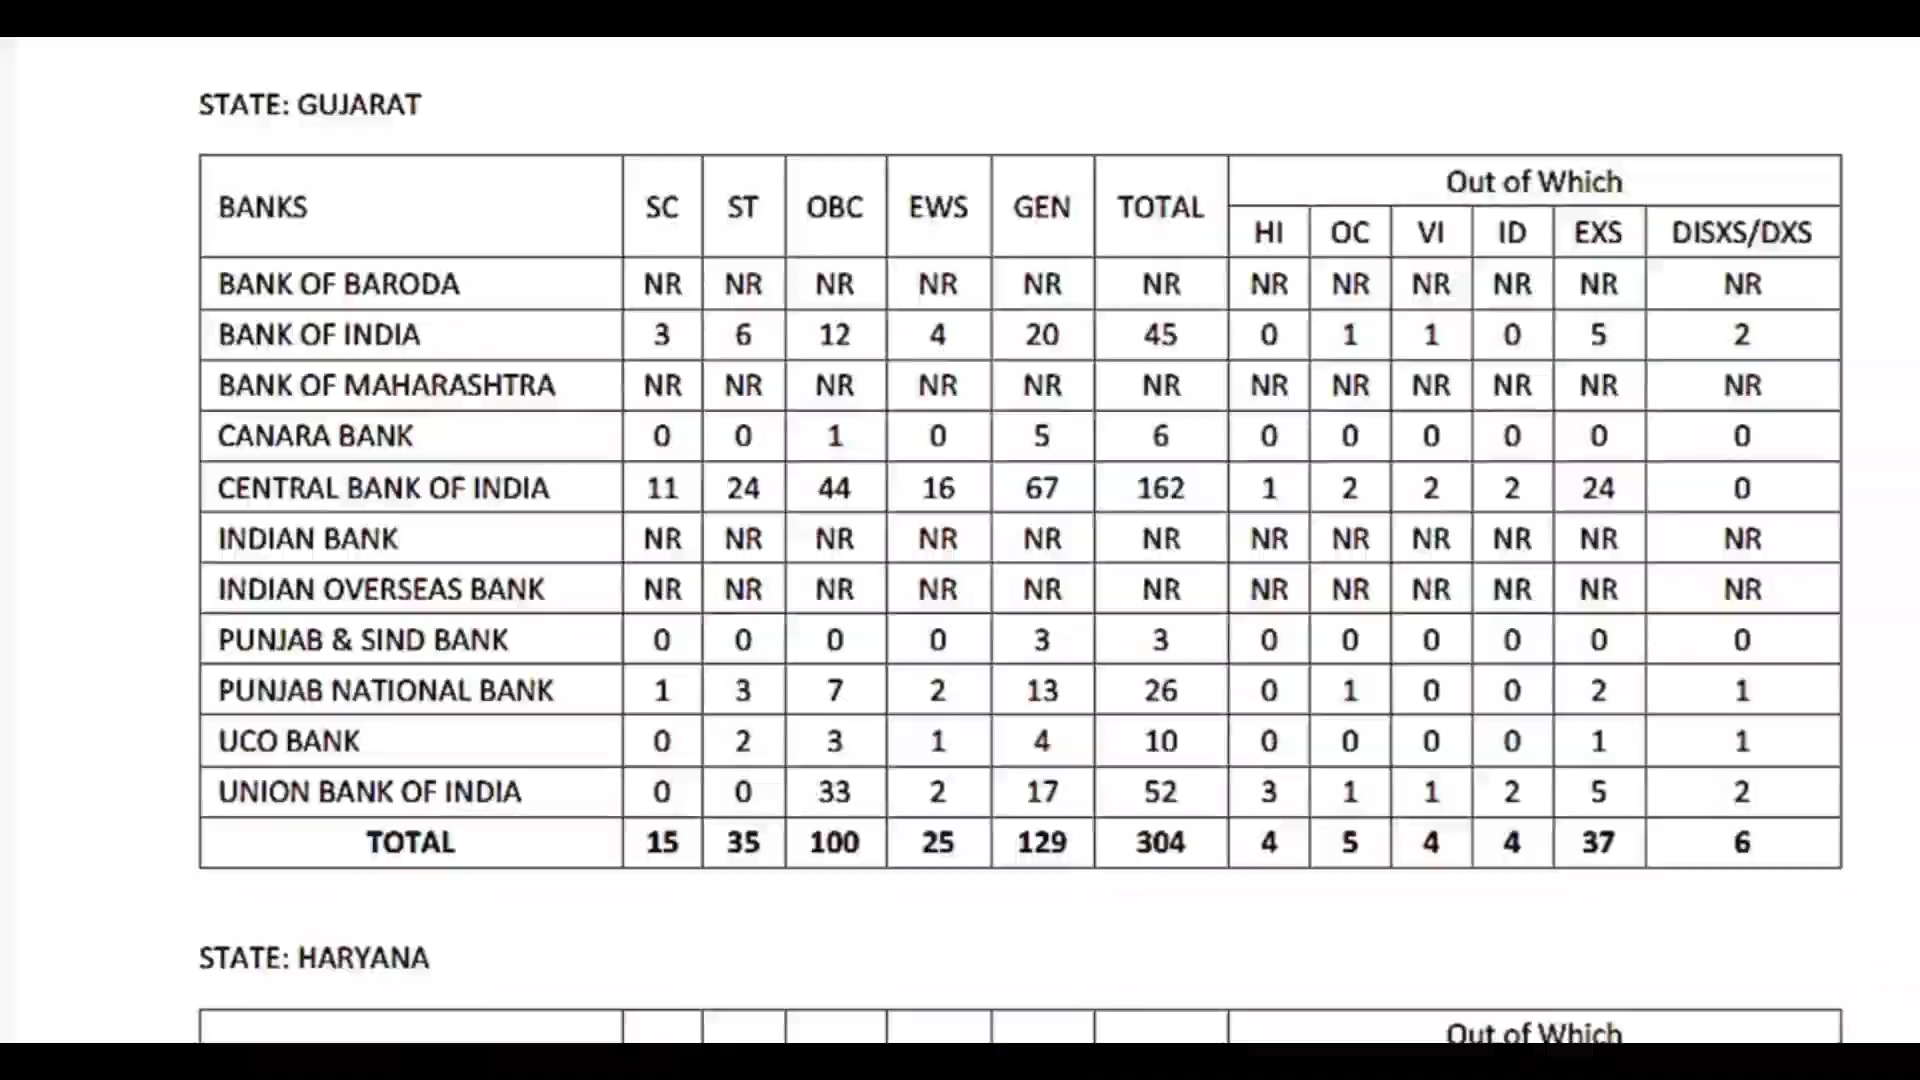 STATE: GUJARAT
BANKS SC ST OBC EWS GEN TOTAL Out of Which
HI OC VI ID EXS DISXS/DXS
BANK OF BARODA NR NR NR NR NR NR NR NR NR NR NR NR
BANK OF INDIA 3 6 12 4 20 45 0 1 1 0 5 2
BANK OF MAHARASHTRA NR NR NR NR NR NR NR NR NR NR NR NR
CANARA BANK 0 0 1 0 5 6 0 0 0 0 0 0
CENTRAL BANK OF INDIA 11 24 44 16 67 162 1 2 2 2 24 0
INDIAN BANK NR NR NR NR NR NR NR NR NR NR NR NR
INDIAN OVERSEAS BANK NR NR NR NR NR NR NR NR NR NR NR NR
PUNJAB & SIND BANK 0 0 0 0 3 3 0 0 0 0 0 0
PUNJAB NATIONAL BANK 1 3 7 2 13 26 0 1 0 0 2 1
UCO BANK 0 2 3 1 4 10 0 0 0 0 1 1
UNION BANK OF INDIA 0 0 33 2 17 52 3 1 1 2 5 2
TOTAL 15 35 100 25 129 304 4 5 4 4 37 6
STATE: HARYANA
Out of Which